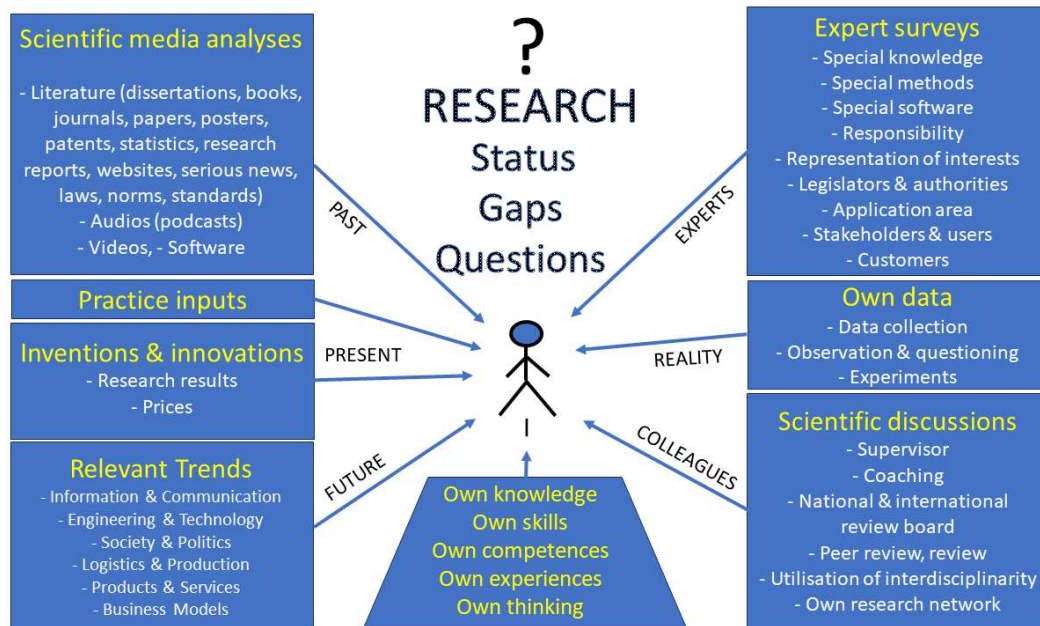 Scientific media analyses
- Literature (dissertations, books,
journals, papers, posters,
patents, statistics, research
reports, websites, serious news,
laws, norms, standards)
- Audios (podcasts)
- Videos, - Software
Practice inputs
Inventions & innovations
- Research results
- Prices
Relevant Trends
- Information & Communication
- Engineering & Technology
- Society & Politics
- Logistics & Production
- Products & Services
- Business Models
?
RESEARCH
Status
Gaps
Questions
PAST
PRESENT
FUTURE
EXPERTS
REALITY
COLLEAGUES
I
Own knowledge
Own skills
Own competences
Own experiences
Own thinking
Expert surveys
- Special knowledge
- Special methods
- Special software
- Responsibility
- Representation of interests
- Legislators & authorities
- Application area
- Stakeholders & users
- Customers
Own data
- Data collection
- Observation & questioning
- Experiments
Scientific discussions
- Supervisor
- Coaching
- National & international
review board
- Peer review, review
- Utilisation of interdisciplinarity
- Own research network